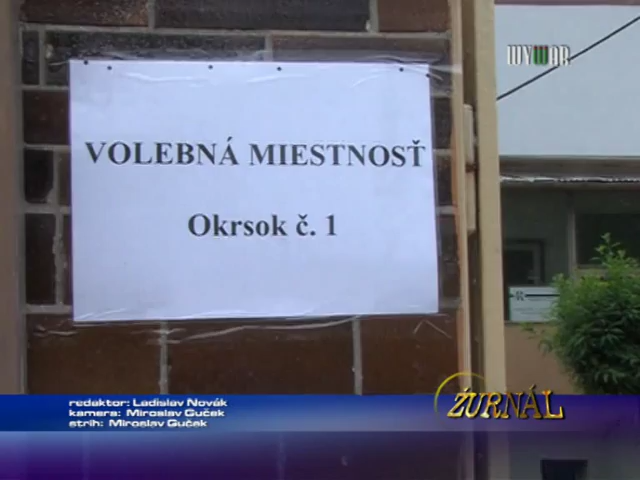 WYWAR
VOLEBNÁ MIESTNOSŤ
Okrsok č. 1
redaktor: Ladislav Novák
kamera: Miroslav Guček
strih: Miroslav Guček
ŽURNÁL